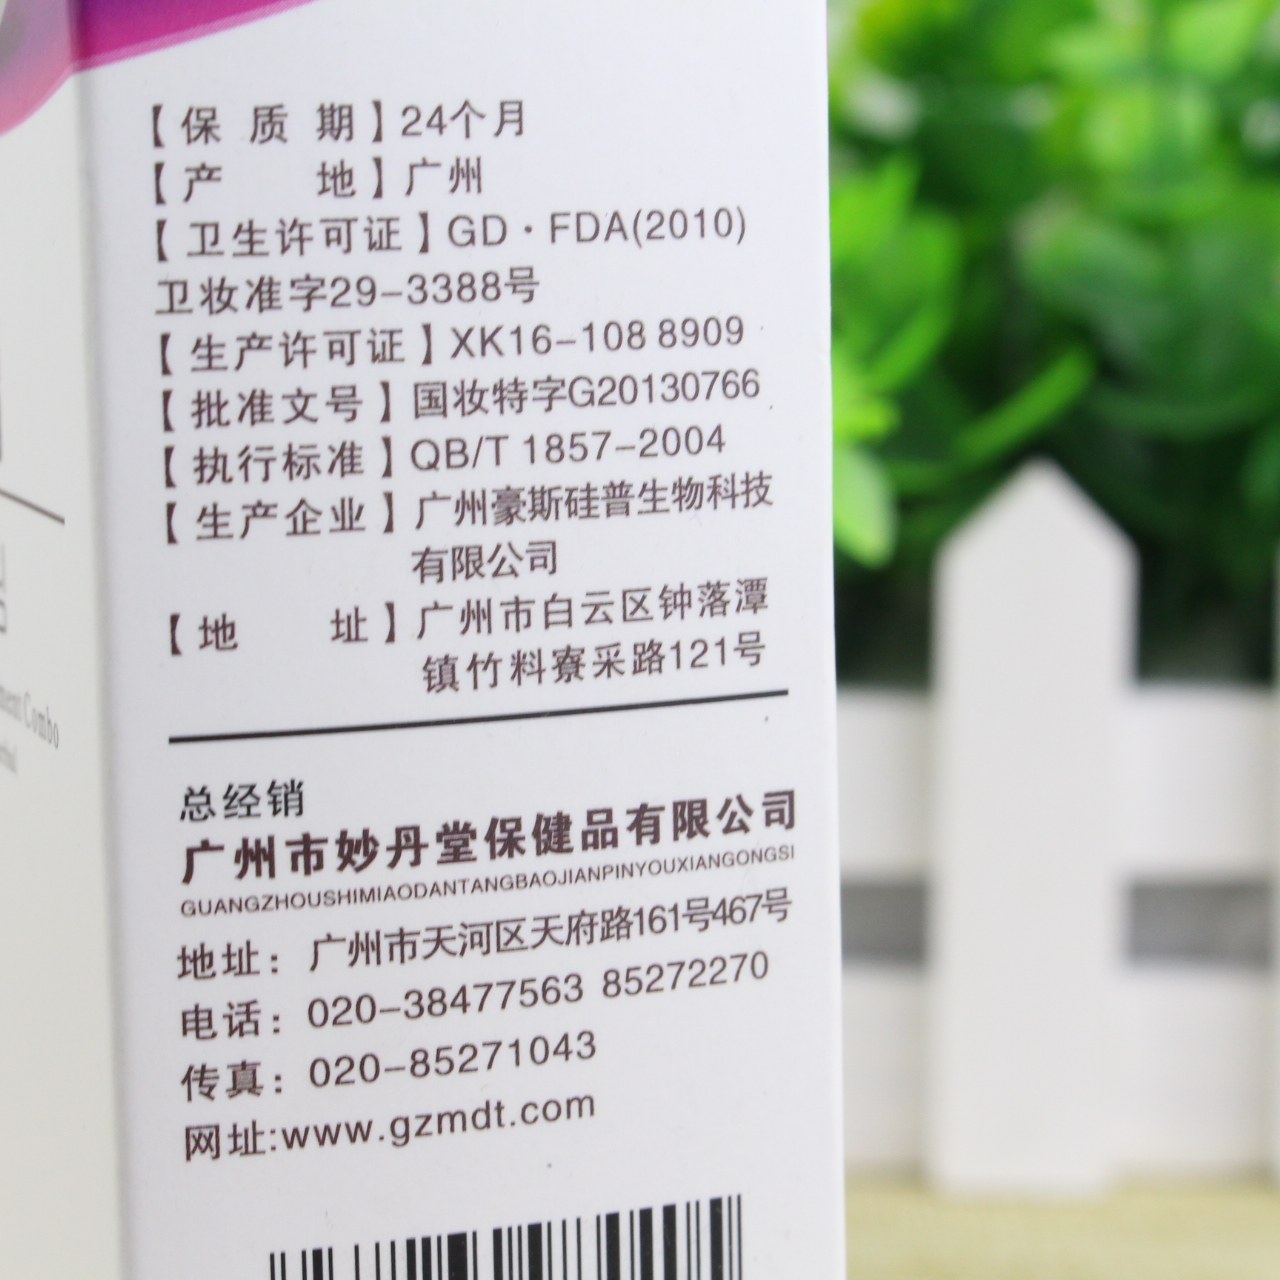 【保质期】24个月
【产地】广州
【卫生许可证】GD·FDA(2010)
卫妆准字29-3388号
【生产许可证】XK16-108 8909
【批准文号】国妆特字G20130766
【执行标准】QB/T 1857-2004
【生产企业】广州豪斯硅普生物科技
有限公司
【地址】广州市白云区钟落潭
镇竹料寮采路121号
总经销
广州市妙丹堂保健品有限公司
GUANGZHOUSHIMIAODANTANGBAOJIANPINYOUXIANGONGSI
地址：广州市天河区天府路161号467号
电话：020-38477563 85272270
传真：020-85271043
网址:www.gzmdt.com
Combo